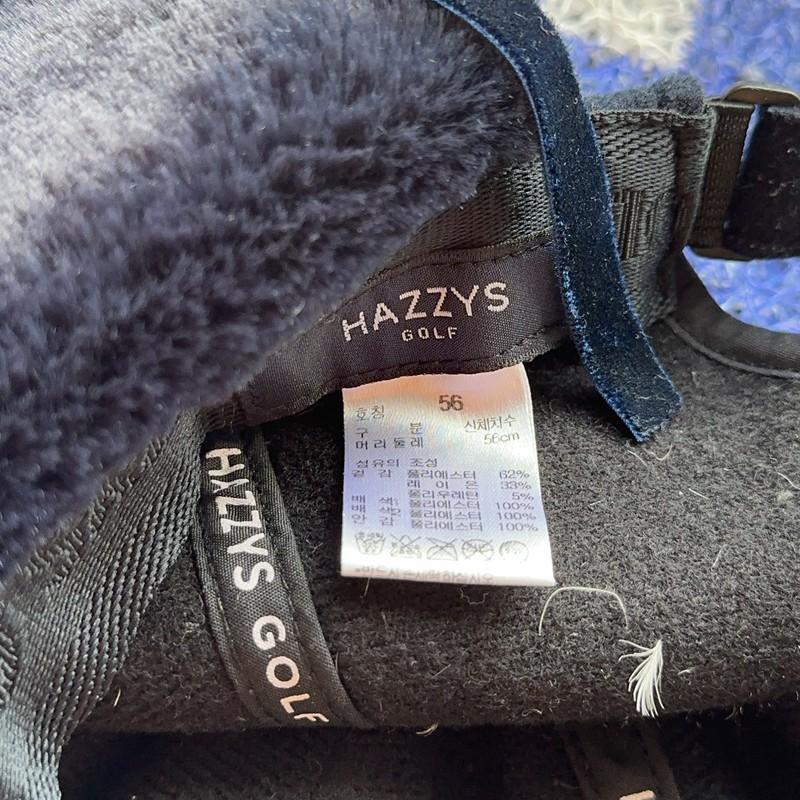 HAZZYS
GOLF
호칭 56
구 분 신체치수
머리둘레 56cm
섬유의 조성
겉 감 폴리에스터 62%
레 이 온 33%
폴리우레탄 5%
배 색1 폴리에스터 100%
배 색2 폴리에스터 100%
안 감 폴리에스터 100%
HAZZYS GOLF